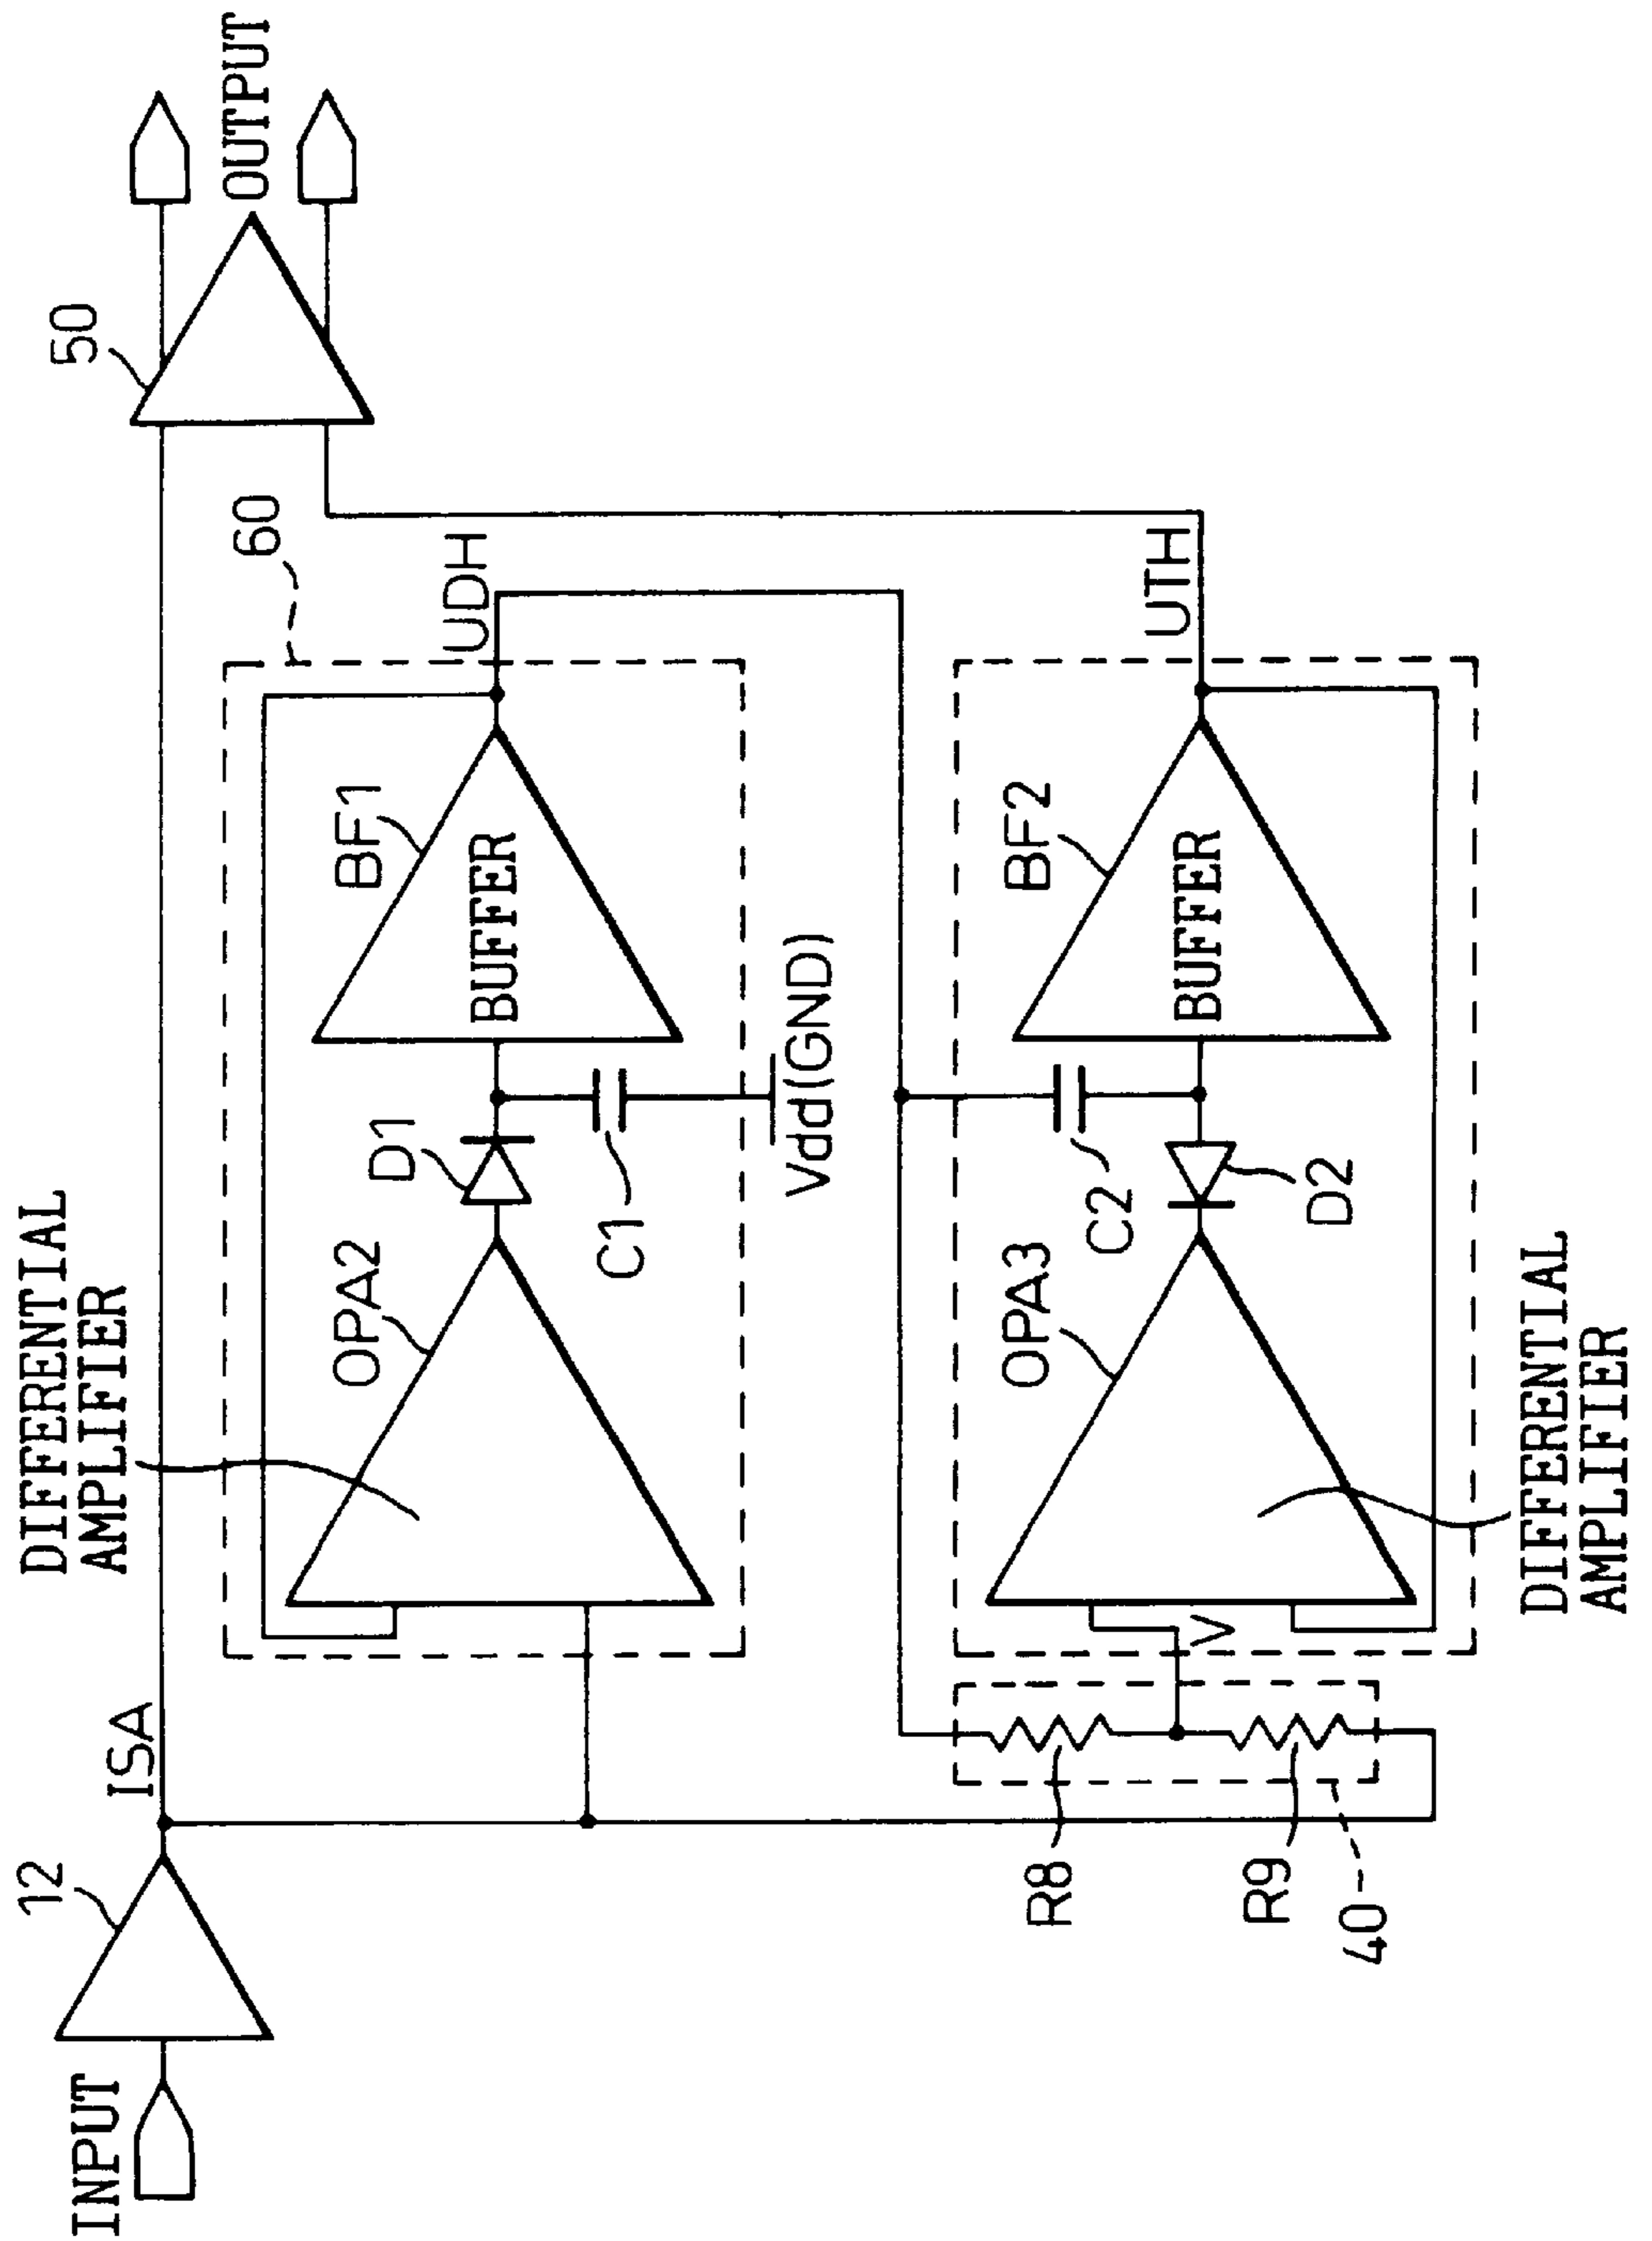 INPUT
12
ISA
DIFFERENTIAL
AMPLIFIER
OPA2
D1
C1
Vdd(GND)
BF1
BUFFER
UDH
60
50
OUTPUT
R8
R9
40
V
OPA3
D2
C2
BF2
BUFFER
UTH
DIFFERENTIAL
AMPLIFIER